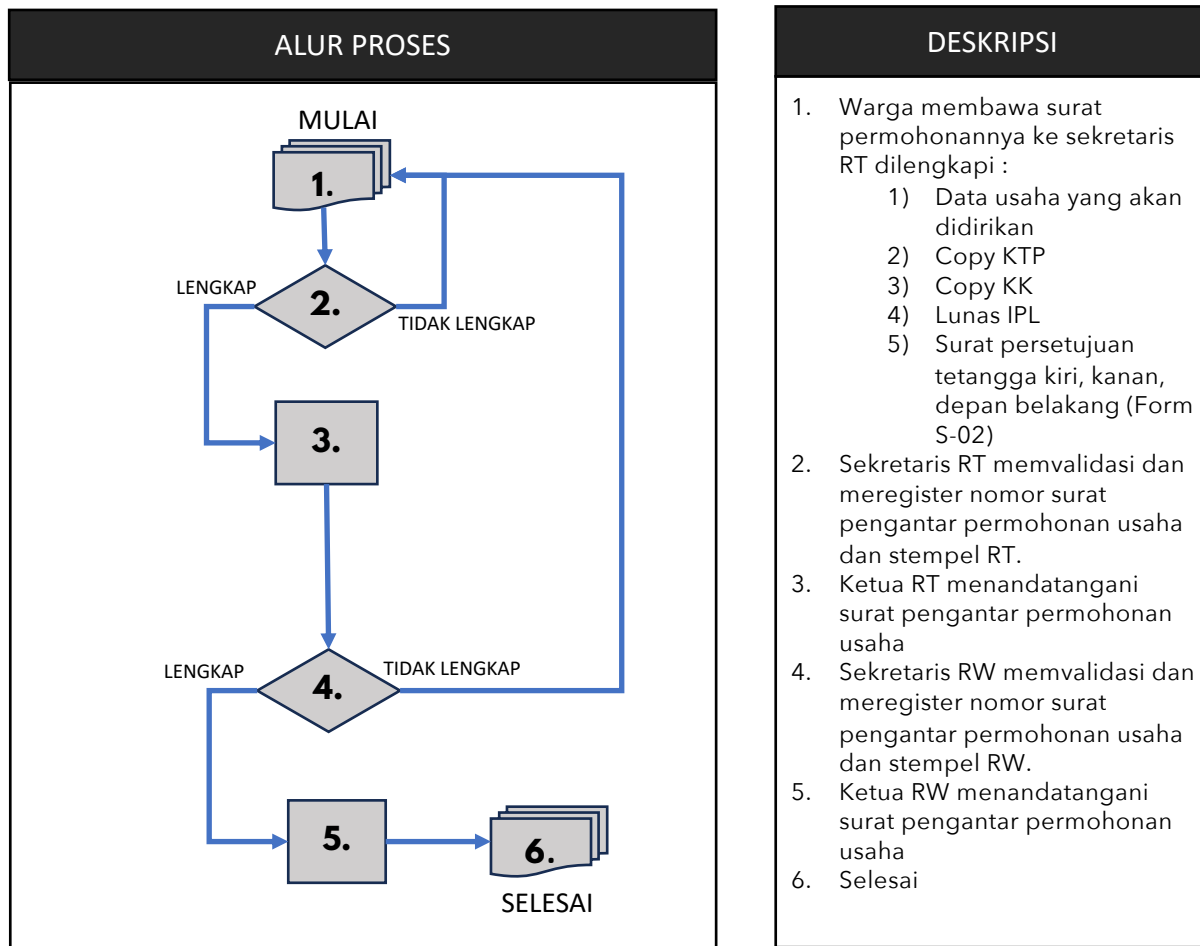 ALUR PROSES
MULAI
1.
LENGKAP
2.
TIDAK LENGKAP
3.
LENGKAP
4.
TIDAK LENGKAP
5.
6.
SELESAI
DESKRIPSI
1. Warga membawa surat
permohonannya ke sekretaris
RT dilengkapi :
1) Data usaha yang akan
didirikan
2) Copy KTP
3) Copy KK
4) Lunas IPL
5) Surat persetujuan
tetangga kiri, kanan,
depan belakang (Form
S-02)
2. Sekretaris RT memvalidasi dan
meregister nomor surat
pengantar permohonan usaha
dan stempel RT.
3. Ketua RT menandatangani
surat pengantar permohonan
usaha
4. Sekretaris RW memvalidasi dan
meregister nomor surat
pengantar permohonan usaha
dan stempel RW.
5. Ketua RW menandatangani
surat pengantar permohonan
usaha
6. Selesai